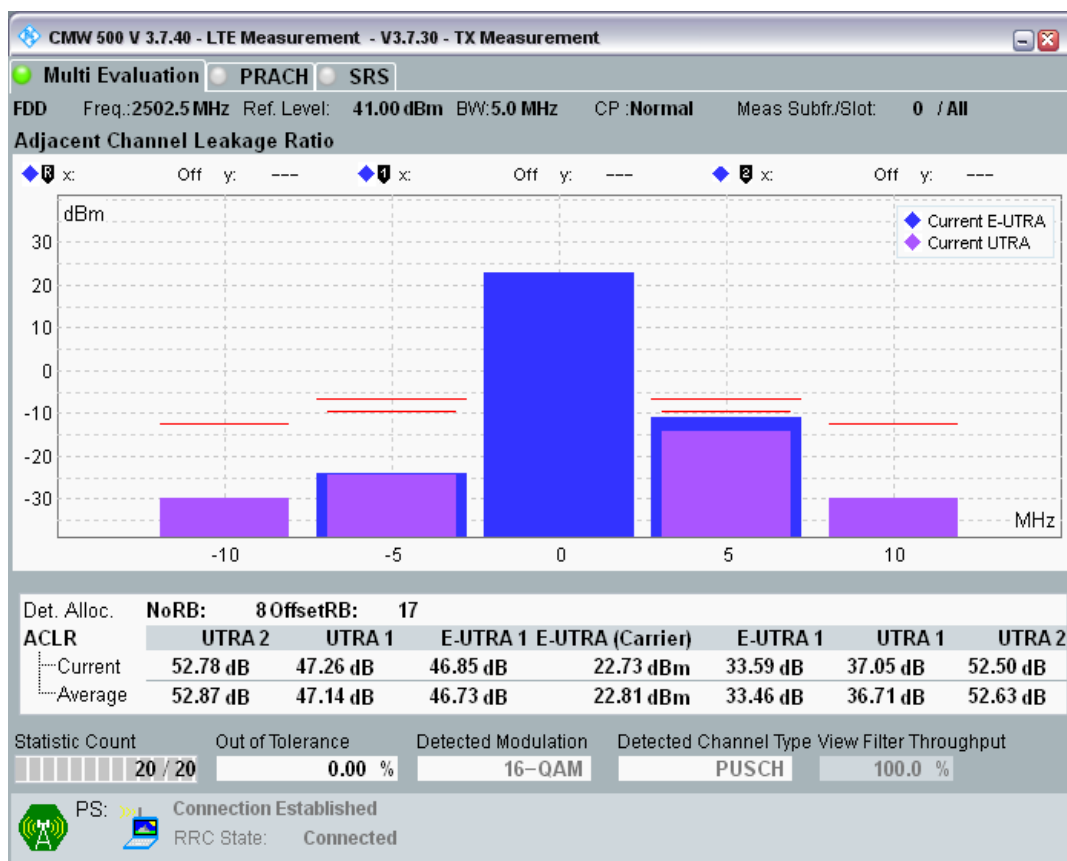 CMW 500 V 3.7.40 - LTE Measurement - V3.7.30 - TX Measurement
Multi Evaluation PRACH SRS
FDD Freq.:2502.5 MHz Ref. Level: 41.00 dBm BW:5.0 MHz CP :Normal Meas Subfr./Slot: 0 / All
Adjacent Channel Leakage Ratio
R x: Off y: --- 1 x: Off y: --- 2 x: Off y: ---
dBm
Current E-UTRA
Current UTRA
30
20
10
0
-10
-20
-30
MHz
-10 -5 0 5 10
Det. Alloc. NoRB: 8 OffsetRB: 17
ACLR UTRA 2 UTRA 1 E-UTRA 1 E-UTRA (Carrier) E-UTRA 1 UTRA 1 UTRA 2
Current 52.78 dB 47.26 dB 46.85 dB 22.73 dBm 33.59 dB 37.05 dB 52.50 dB
Average 52.87 dB 47.14 dB 46.73 dB 22.81 dBm 33.46 dB 36.71 dB 52.63 dB
Statistic Count Out of Tolerance Detected Modulation Detected Channel Type View Filter Throughput
20 / 20 0.00 % 16-QAM PUSCH 100.0 %
PS: Connection Established
RRC State: Connected